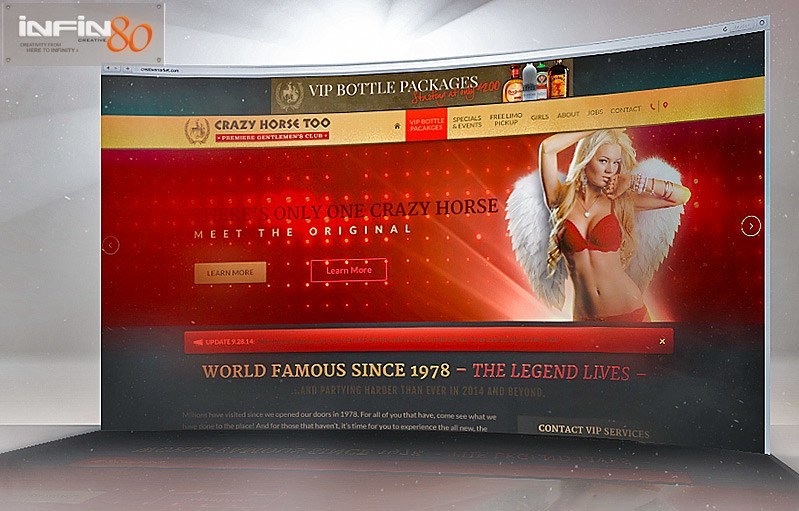 iNFiN80
CREATIVE
CREATIVITY FROM
HERE TO INFINITY
VIP BOTTLE PACKAGES
CRAZY HORSE TOO
PREMIERE GENTLEMEN'S CLUB
VIP BOTTLE
PACKAGES
SPECIALS
& EVENTS
FREE LIMO
PICKUP
GIRLS
ABOUT
JOBS
CONTACT
THERE'S ONLY ONE CRAZY HORSE
MEET THE ORIGINAL
LEARN MORE
Learn More
UPDATE 9.28.14:
WORLD FAMOUS SINCE 1978 – THE LEGEND LIVES –
...AND PARTYING HARDER THAN EVER IN 2014 AND BEYOND.
Millions have visited since we opened our doors in 1978. For all of you that have, come see what we
have done to the place! And for those that haven't, it's time for you to experience the all new, the
CONTACT VIP SERVICES